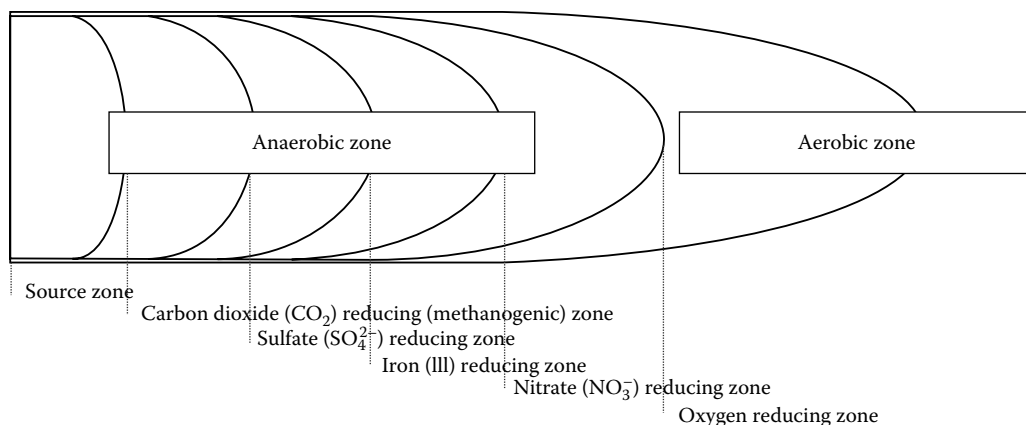 Anaerobic zone
Aerobic zone
Source zone
Carbon dioxide (CO₂) reducing (methanogenic) zone
Sulfate (SO₄²⁻) reducing zone
Iron (lll) reducing zone
Nitrate (NO₃⁻) reducing zone
Oxygen reducing zone